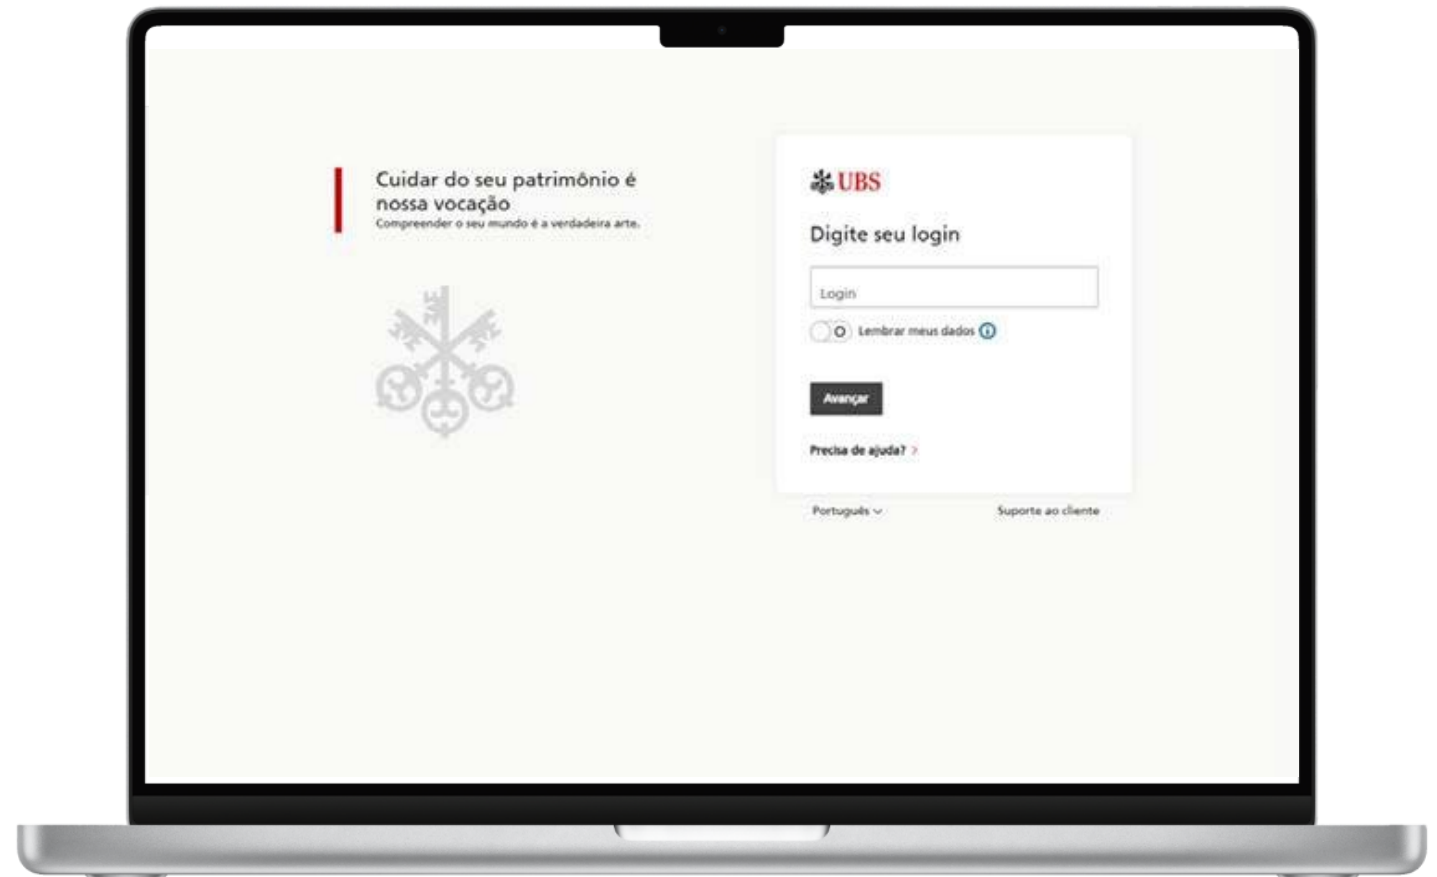 Cuidar do seu patrimônio é
nossa vocação
Compreender o seu mundo é a verdadeira arte.
UBS
Digite seu login
Login
Lembrar meus dados
Avançar
Precisa de ajuda?
Português
Suporte ao cliente